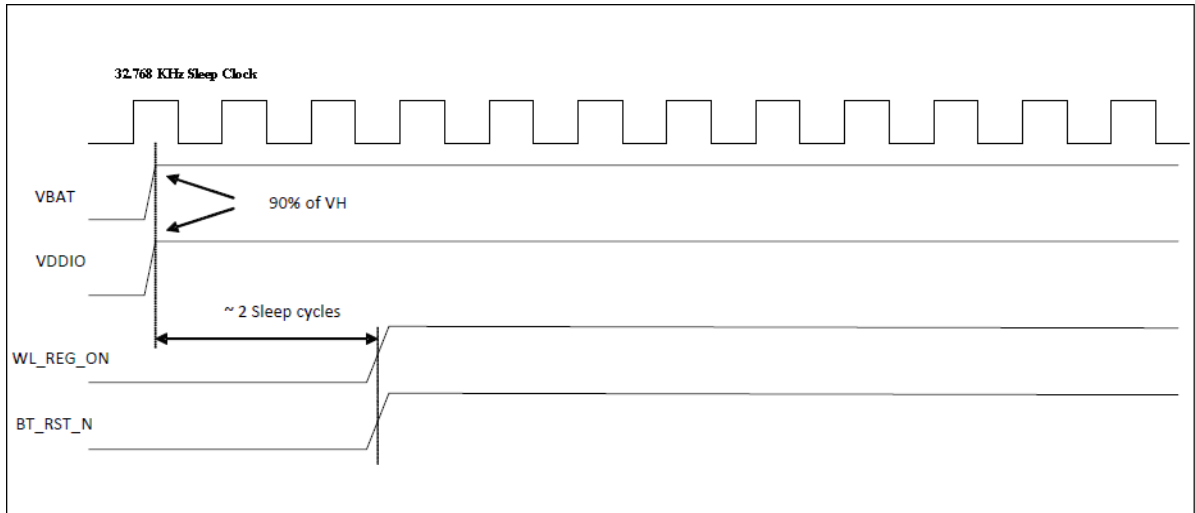 32.768 KHz Sleep Clock
VBAT
90% of VH
VDDIO
~ 2 Sleep cycles
WL_REG_ON
BT_RST_N